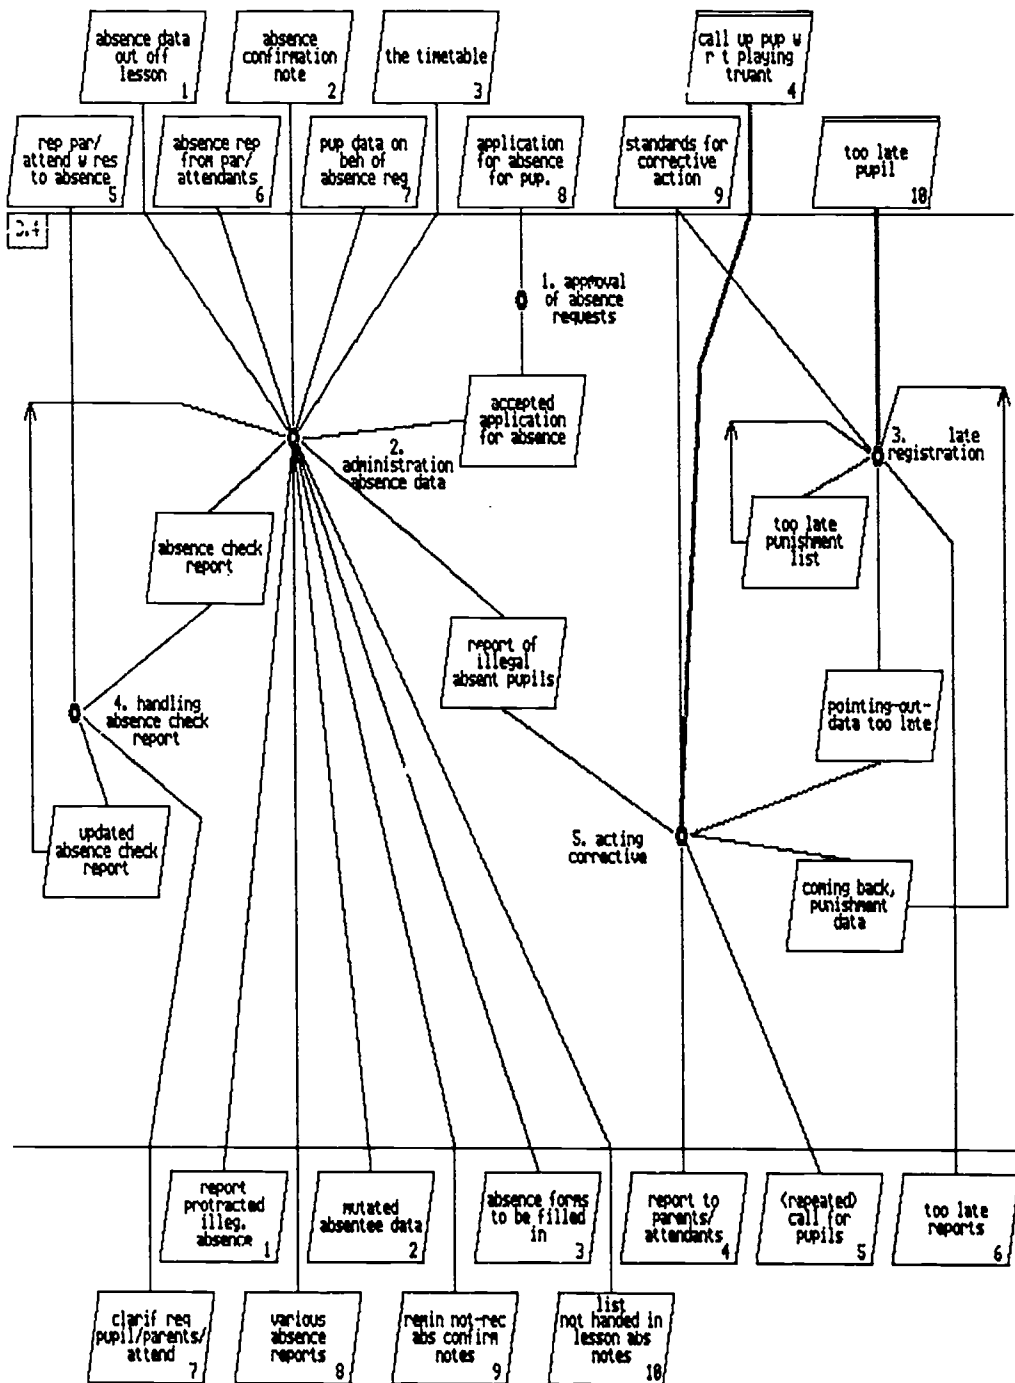 absence data
out off
lesson
1
absence
confirmation
note
2
the timetable
3
call up pup w
r t playing
truant
4
rep par/
attend w res
to absence
5
absence rep
from par/
attendants
6
pup data on
beh of
absence reg
7
application
for absence
for pup.
8
standards for
corrective
action
9
too late
pupil
10
1. approval
of absence
requests
accepted
application
for absence
2.
administration
absence data
3. late
registration
absence check
report
too late
punishment
list
report of
illegal
absent pupils
pointing-out-
data too late
4. handling
absence check
report
updated
absence check
report
5. acting
corrective
coming back,
punishment
data
report
protracted
illeg.
absence
1
mutated
absentee data
2
absence forms
to be filled
in
3
report to
parents/
attendants
4
(repeated)
call for
pupils
5
too late
reports
6
clarif req
pupil/parents/
attend
7
various
absence
reports
8
remin not-rec
abs confirm
notes
9
list
not handed in
lesson abs
notes
10